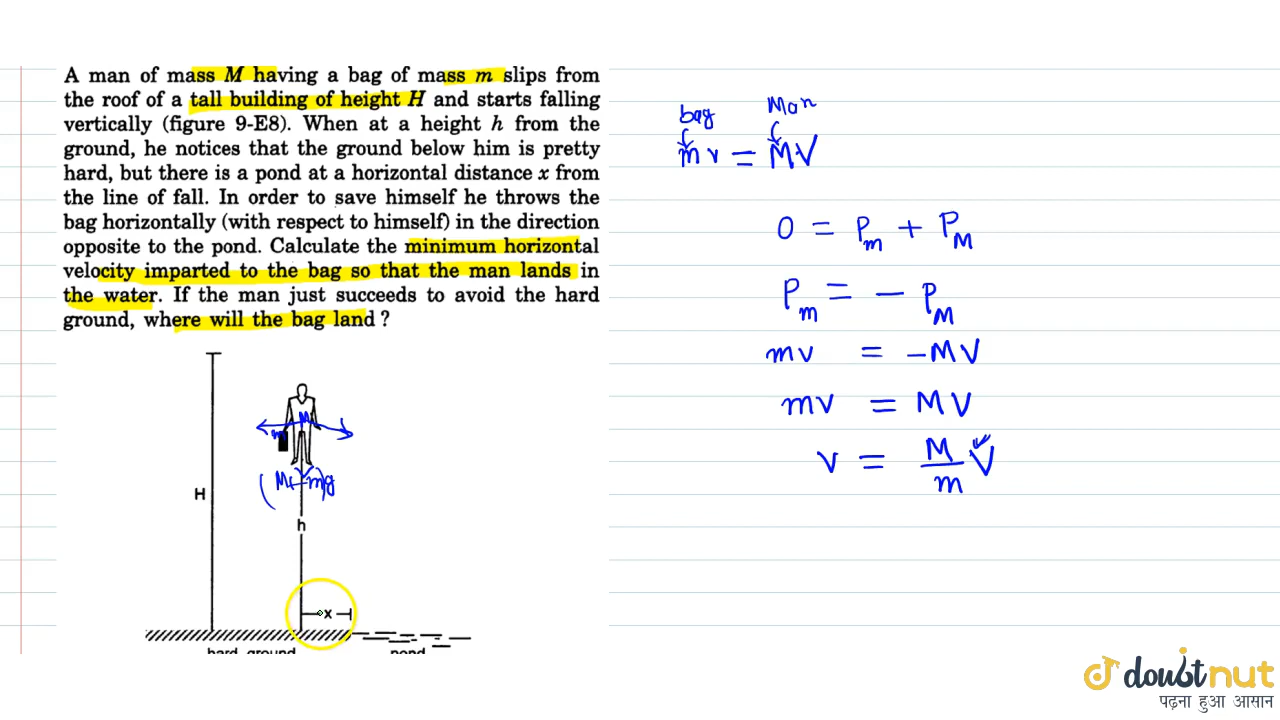 A man of mass M having a bag of mass m slips from
the roof of a tall building of height H and starts falling
vertically (figure 9-E8). When at a height h from the
ground, he notices that the ground below him is pretty
hard, but there is a pond at a horizontal distance x from
the line of fall. In order to save himself he throws the
bag horizontally (with respect to himself) in the direction
opposite to the pond. Calculate the minimum horizontal
velocity imparted to the bag so that the man lands in
the water. If the man just succeeds to avoid the hard
ground, where will the bag land ?
M
m
(M+m)g
H
h
x
hard ground
pond
bag Man
mv = MV
0 = Pm + PM
Pm = - PM
mv = -MV
mv = MV
v = M/m V
doubtnut
पढ़ना हुआ आसान